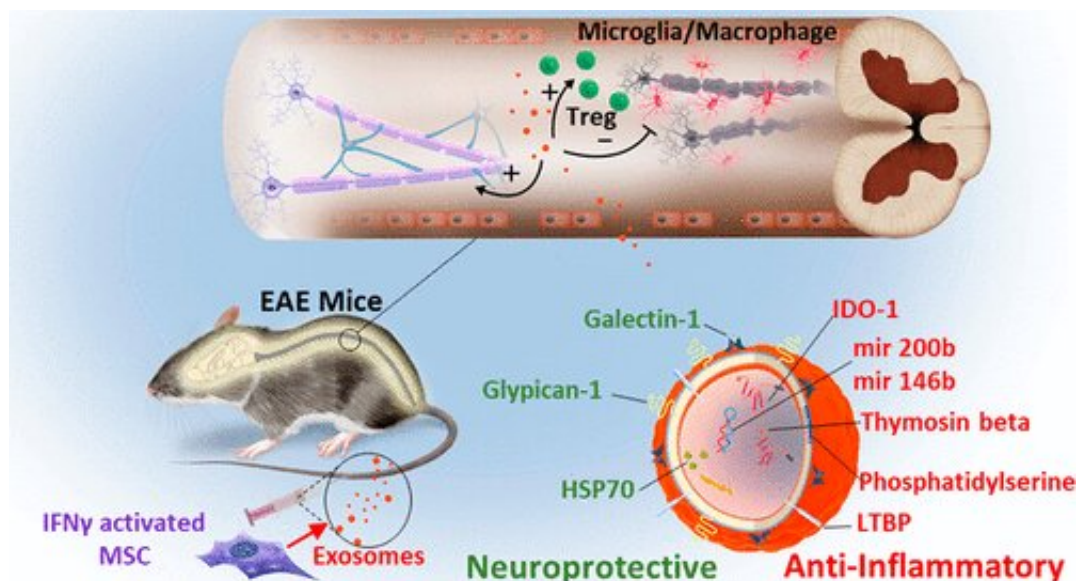 Microglia/Macrophage
+
Treg
−
+
EAE Mice
Galectin-1
IDO-1
mir 200b
mir 146b
Glypican-1
Thymosin beta
HSP70
Phosphatidylserine
LTBP
IFNγ activated
MSC
Exosomes
Neuroprotective
Anti-Inflammatory